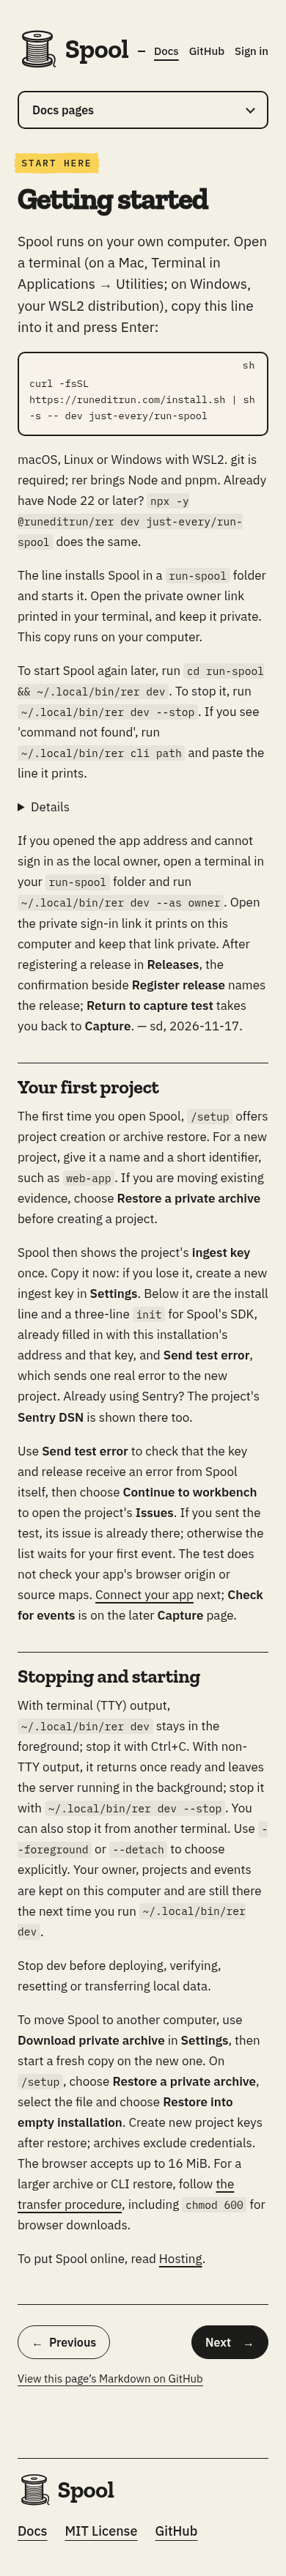 Spool
Docs
GitHub
Sign in
Docs pages
START HERE
Getting started
Spool runs on your own computer. Open
a terminal (on a Mac, Terminal in
Applications → Utilities; on Windows,
your WSL2 distribution), copy this line
into it and press Enter:
sh
curl -fsSL
https://runeditrun.com/install.sh | sh
-s -- dev just-every/run-spool
macOS, Linux or Windows with WSL2. git is
required; rer brings Node and pnpm. Already
have Node 22 or later? npx -y
@runeditrun/rer dev just-every/run-
spool does the same.
The line installs Spool in a run-spool folder
and starts it. Open the private owner link
printed in your terminal, and keep it private.
This copy runs on your computer.
To start Spool again later, run cd run-spool
&& ~/.local/bin/rer dev. To stop it, run
~/.local/bin/rer dev --stop. If you see
'command not found', run
~/.local/bin/rer cli path and paste the
line it prints.
▶ Details
If you opened the app address and cannot
sign in as the local owner, open a terminal in
your run-spool folder and run
~/.local/bin/rer dev --as owner. Open
the private sign-in link it prints on this
computer and keep that link private. After
registering a release in Releases, the
confirmation beside Register release names
the release; Return to capture test takes
you back to Capture. — sd, 2026-11-17.
Your first project
The first time you open Spool, /setup offers
project creation or archive restore. For a new
project, give it a name and a short identifier,
such as web-app. If you are moving existing
evidence, choose Restore a private archive
before creating a project.
Spool then shows the project's ingest key
once. Copy it now: if you lose it, create a new
ingest key in Settings. Below it are the install
line and a three-line init for Spool's SDK,
already filled in with this installation's
address and that key, and Send test error,
which sends one real error to the new
project. Already using Sentry? The project's
Sentry DSN is shown there too.
Use Send test error to check that the key
and release receive an error from Spool
itself, then choose Continue to workbench
to open the project's Issues. If you sent the
test, its issue is already there; otherwise the
list waits for your first event. The test does
not check your app's browser origin or
source maps. Connect your app next; Check
for events is on the later Capture page.
Stopping and starting
With terminal (TTY) output,
~/.local/bin/rer dev stays in the
foreground; stop it with Ctrl+C. With non-
TTY output, it returns once ready and leaves
the server running in the background; stop it
with ~/.local/bin/rer dev --stop. You
can also stop it from another terminal. Use -
-foreground or --detach to choose
explicitly. Your owner, projects and events
are kept on this computer and are still there
the next time you run ~/.local/bin/rer
dev.
Stop dev before deploying, verifying,
resetting or transferring local data.
To move Spool to another computer, use
Download private archive in Settings, then
start a fresh copy on the new one. On
/setup, choose Restore a private archive,
select the file and choose Restore into
empty installation. Create new project keys
after restore; archives exclude credentials.
The browser accepts up to 16 MiB. For a
larger archive or CLI restore, follow the
transfer procedure, including chmod 600 for
browser downloads.
To put Spool online, read Hosting.
← Previous
Next →
View this page's Markdown on GitHub
Spool
Docs
MIT License
GitHub